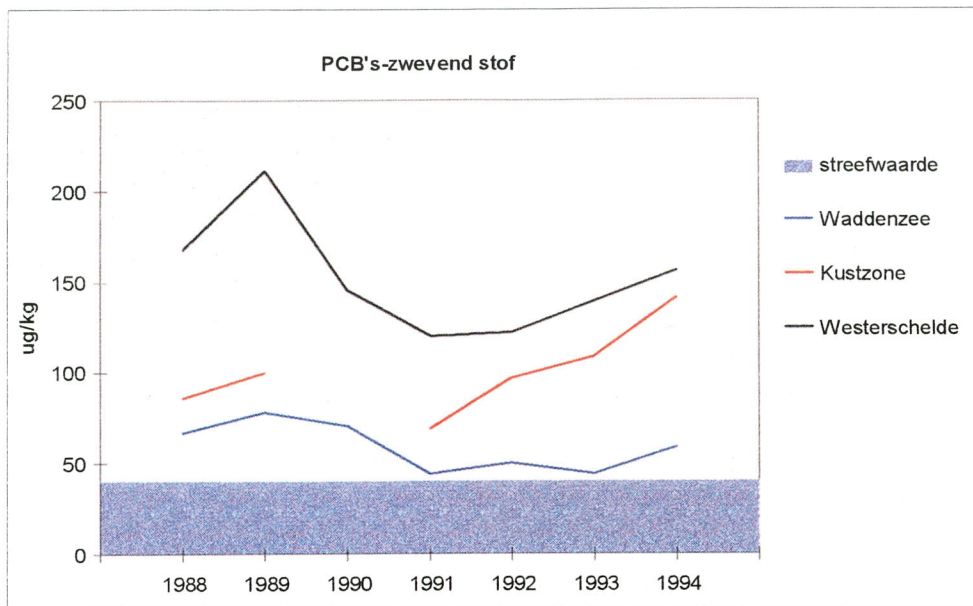 PCB's-zwevend stof
250
200
150
100
50
0
ug/kg
1988 1989 1990 1991 1992 1993 1994
streefwaarde
Waddenzee
Kustzone
Westerschelde